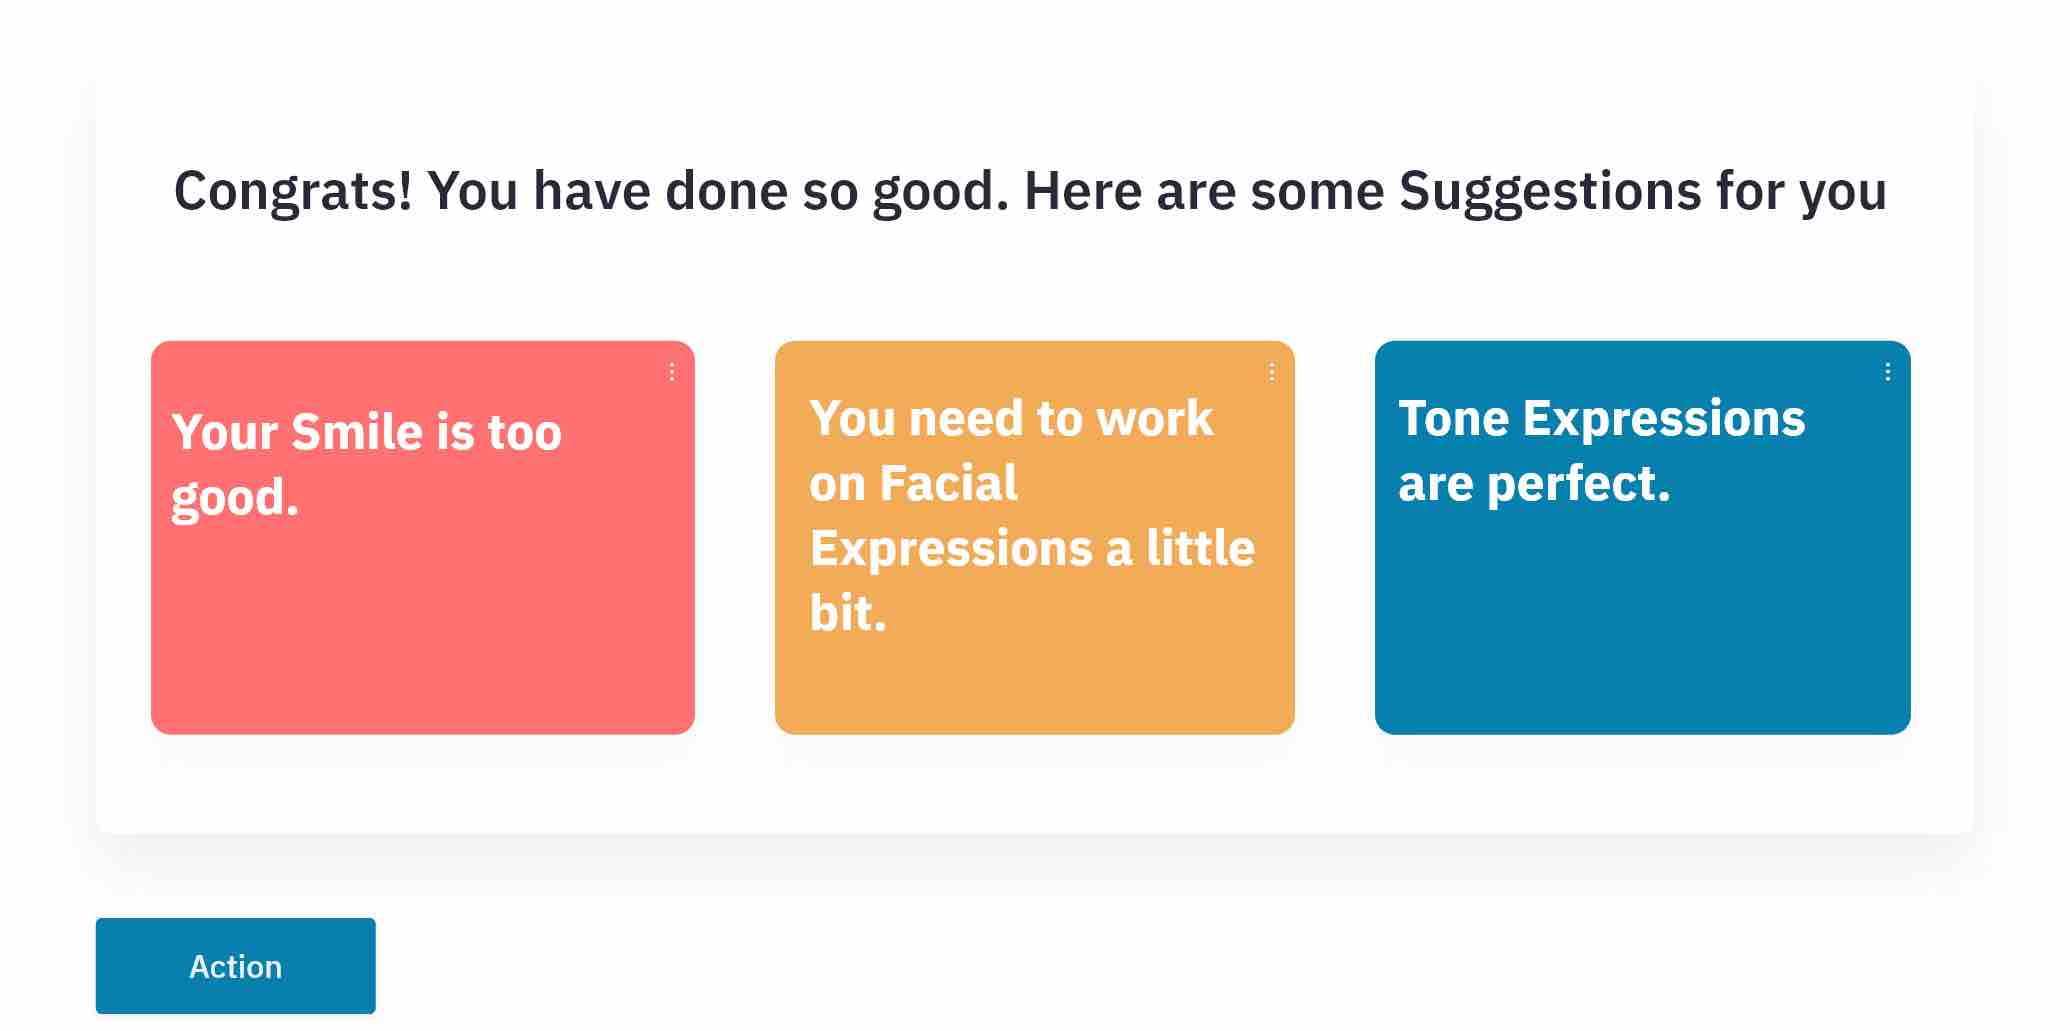 Congrats! You have done so good. Here are some Suggestions for you
Your Smile is too
good.
You need to work
on Facial
Expressions a little
bit.
Tone Expressions
are perfect.
Action